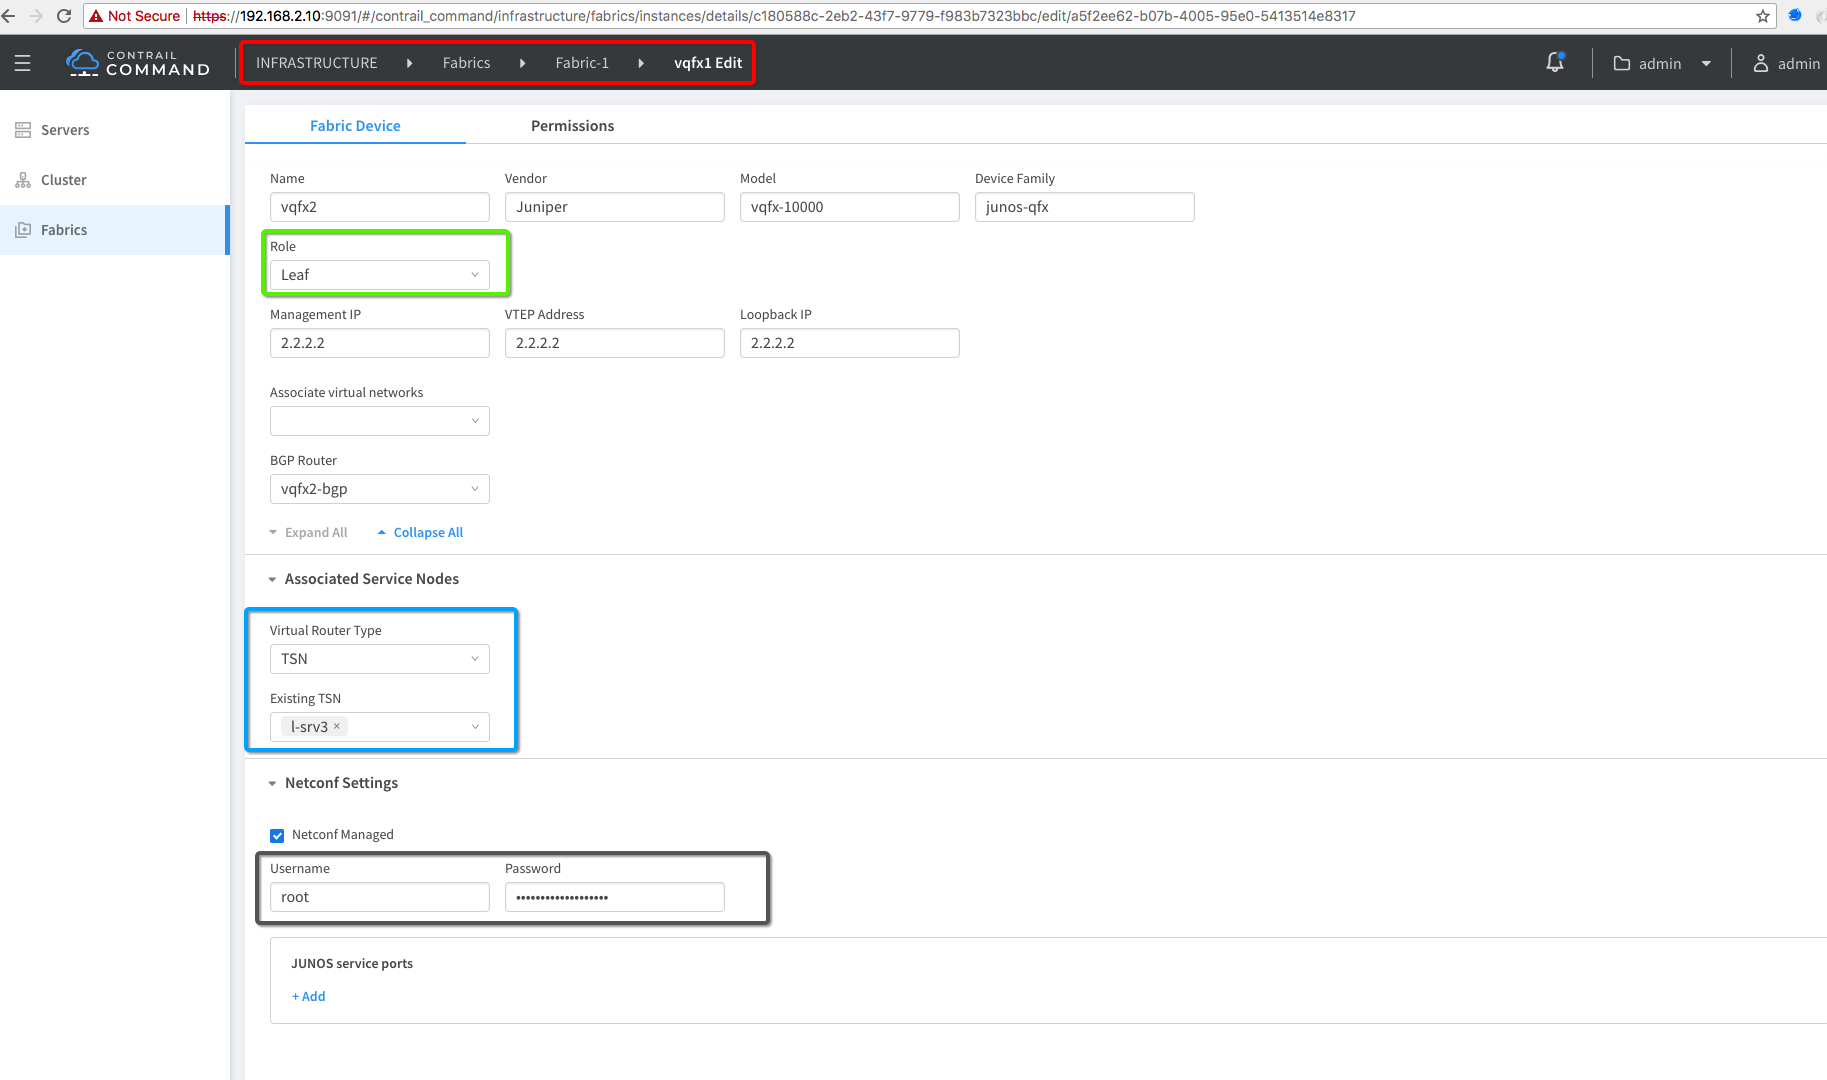 Not Secure https://192.168.2.10:9091/#/contrail_command/infrastructure/fabrics/instances/details/c180588c-2eb2-43f7-9779-f983b7323bbc/edit/a5f2ee62-b07b-4005-95e0-5413514e8317
CONTRAIL
COMMAND
INFRASTRUCTURE Fabrics Fabric-1 vqfx1 Edit
admin admin
Servers
Cluster
Fabrics
Fabric Device Permissions
Name Vendor Model Device Family
vqfx2 Juniper vqfx-10000 junos-qfx
Role
Leaf
Management IP VTEP Address Loopback IP
2.2.2.2 2.2.2.2 2.2.2.2
Associate virtual networks
BGP Router
vqfx2-bgp
Expand All Collapse All
Associated Service Nodes
Virtual Router Type
TSN
Existing TSN
l-srv3 ×
Netconf Settings
Netconf Managed
Username Password
root •••••••••••••••••••
JUNOS service ports
+ Add